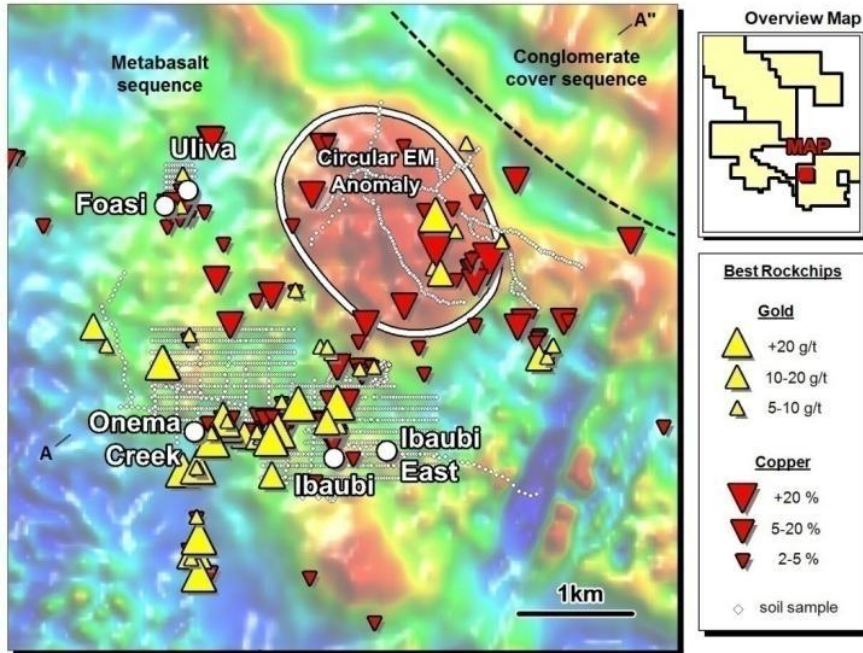 A"
Metabasalt
sequence
Conglomerate
cover sequence
Uliva
Foasi
Circular EM
Anomaly
Onema
Creek
A
Ibaubi
East
Ibaubi
1km
Overview Map
MAP
Best Rockchips
Gold
+20 g/t
10-20 g/t
5-10 g/t
Copper
+20 %
5-20 %
2-5 %
soil sample